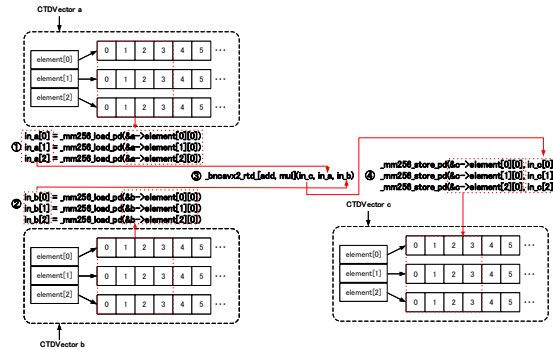 CTDVector a
element[0]
0 1 2 3 4 5 ···
element[1]
0 1 2 3 4 5 ···
element[2]
0 1 2 3 4 5 ···
① in_a[0] = _mm256_load_pd(&a->element[0][0])
in_a[1] = _mm256_load_pd(&a->element[1][0])
in_a[2] = _mm256_load_pd(&a->element[2][0])
③ _bncavx2_rtd_[add, mul](in_c, in_a, in_b)
② in_b[0] = _mm256_load_pd(&b->element[0][0])
in_b[1] = _mm256_load_pd(&b->element[1][0])
in_b[2] = _mm256_load_pd(&b->element[2][0])
element[0]
0 1 2 3 4 5 ···
element[1]
0 1 2 3 4 5 ···
element[2]
0 1 2 3 4 5 ···
CTDVector b
④ _mm256_store_pd(&c->element[0][0], in_c[0])
_mm256_store_pd(&c->element[1][0], in_c[1])
_mm256_store_pd(&c->element[2][0], in_c[2])
CTDVector c
element[0]
0 1 2 3 4 5 ···
element[1]
0 1 2 3 4 5 ···
element[2]
0 1 2 3 4 5 ···